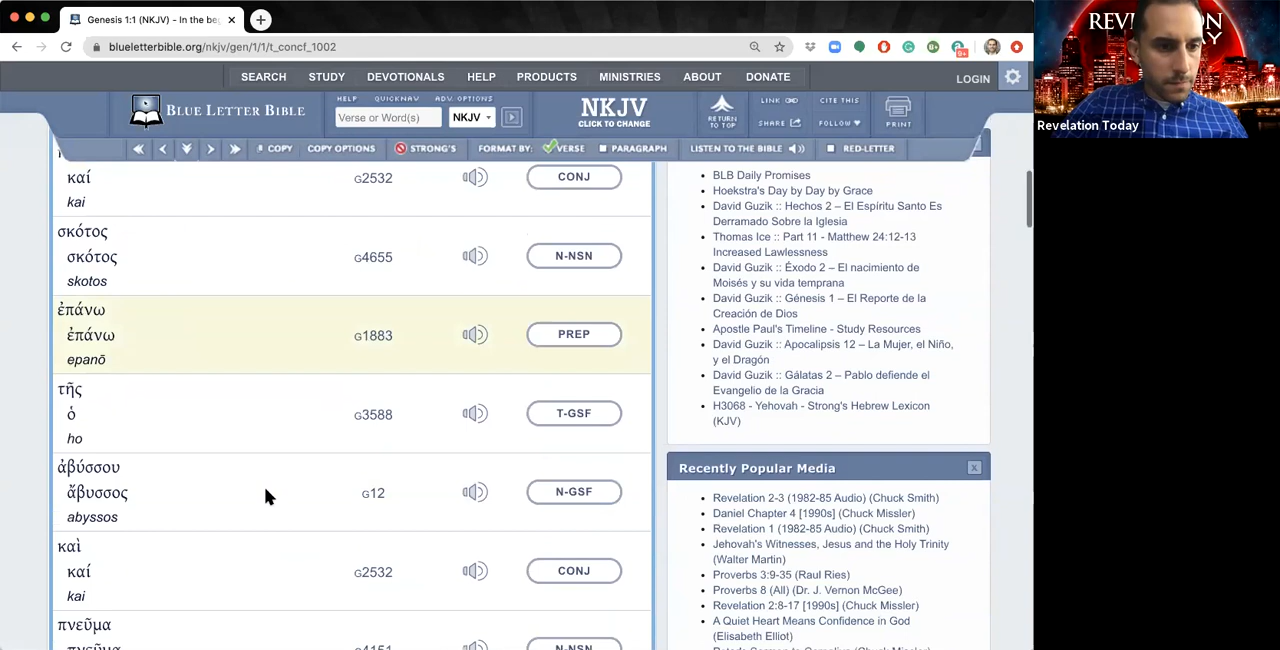 Genesis 1:1 (NKJV) - In the be
blueletterbible.org/nkjv/gen/1/1/t_concf_1002
9+
SEARCH STUDY DEVOTIONALS HELP PRODUCTS MINISTRIES ABOUT DONATE LOGIN
BLUE LETTER BIBLE
HELP QUICKNAV ADV. OPTIONS
Verse or Word(s) NKJV
NKJV
CLICK TO CHANGE
RETURN
TO TOP
LINK CITE THIS
SHARE FOLLOW
PRINT
COPY COPY OPTIONS STRONG'S FORMAT BY: VERSE PARAGRAPH LISTEN TO THE BIBLE RED-LETTER
καί G2532 CONJ
kai
σκότος
σκότος G4655 N-NSN
skotos
ἐπάνω
ἐπάνω G1883 PREP
epanō
τῆς
ὁ G3588 T-GSF
ho
ἀβύσσου
ἄβυσσος G12 N-GSF
abyssos
καὶ
καί G2532 CONJ
kai
πνεῦμα
πνεῦμα G4151 N-NSN
BLB Daily Promises
Hoekstra's Day by Day by Grace
David Guzik :: Hechos 2 – El Espíritu Santo Es
Derramado Sobre la Iglesia
Thomas Ice :: Part 11 - Matthew 24:12-13
Increased Lawlessness
David Guzik :: Éxodo 2 – El nacimiento de
Moisés y su vida temprana
David Guzik :: Génesis 1 – El Reporte de la
Creación de Dios
Apostle Paul's Timeline - Study Resources
David Guzik :: Apocalipsis 12 – La Mujer, el Niño,
y el Dragón
David Guzik :: Gálatas 2 – Pablo defiende el
Evangelio de la Gracia
H3068 - Yehovah - Strong's Hebrew Lexicon
(KJV)
Recently Popular Media x
Revelation 2-3 (1982-85 Audio) (Chuck Smith)
Daniel Chapter 4 [1990s] (Chuck Missler)
Revelation 1 (1982-85 Audio) (Chuck Smith)
Jehovah's Witnesses, Jesus and the Holy Trinity
(Walter Martin)
Proverbs 3:9-35 (Raul Ries)
Proverbs 8 (All) (Dr. J. Vernon McGee)
Revelation 2:8-17 [1990s] (Chuck Missler)
A Quiet Heart Means Confidence in God
(Elisabeth Elliot)
Revelation Today